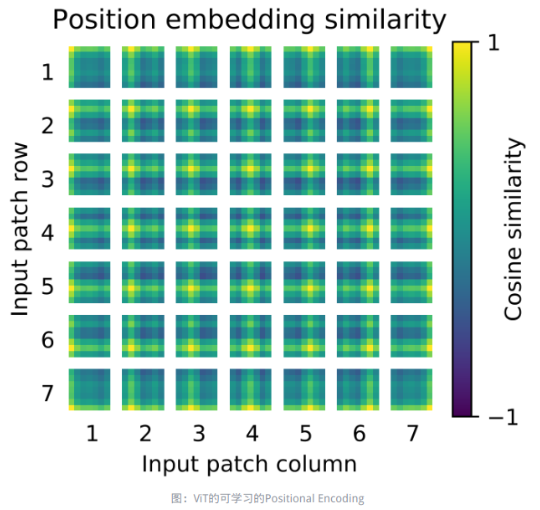 Position embedding similarity
1
2
3
4
5
6
7
Input patch row
1 2 3 4 5 6 7
Input patch column
1
−1
Cosine similarity
图：ViT的可学习的Positional Encoding